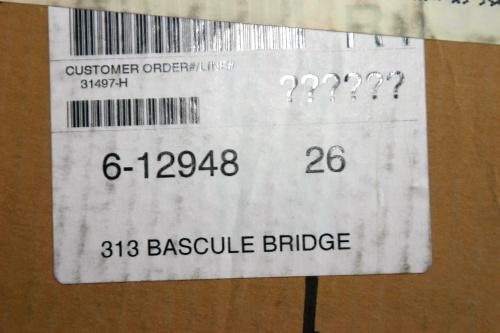 CUSTOMER ORDER#/LINE#
31497-H
??????
6-12948 26
313 BASCULE BRIDGE